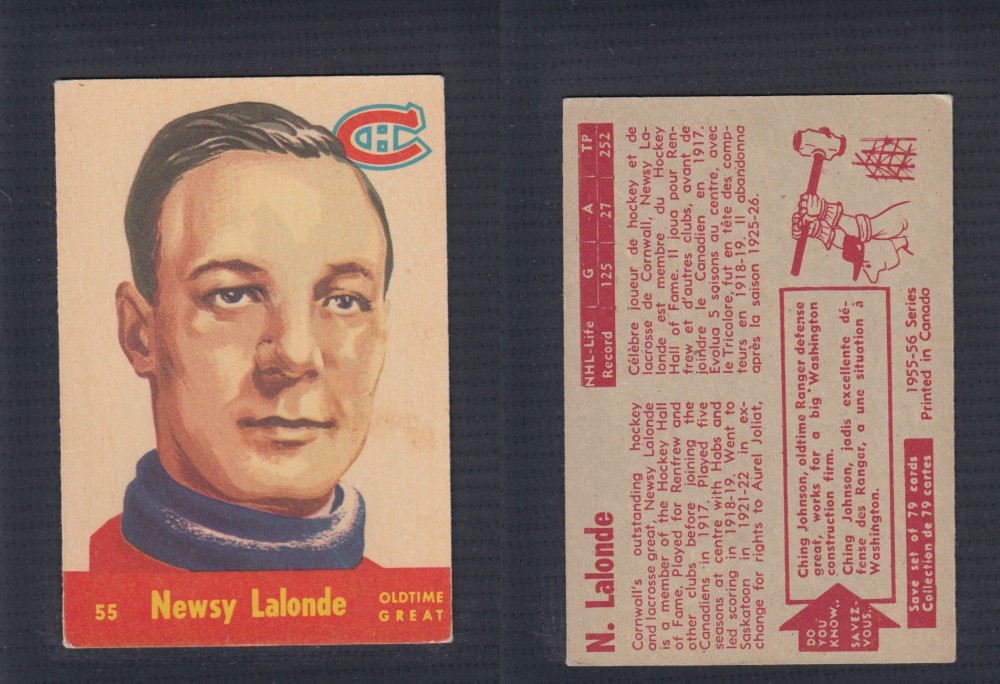 55
Newsy Lalonde
OLDTIME
GREAT
N. Lalonde
Cornwall's outstanding hockey
and lacrosse great, Newsy Lalonde
is a member of the Hockey Hall
of Fame. Played for Renfrew and
other clubs before joining the
Canadiens in 1917. Played five
seasons at centre with Habs and
led scoring in 1918-19. Went to
Saskatoon in 1921-22 in ex-
change for rights to Aurel Joliat,
NHL-Life G A TP
Record 125 27 252
Célèbre joueur de hockey et de
lacrosse de Cornwall, Newsy La-
londe est membre du Hockey
Hall of Fame. Il joua pour Ren-
frew et d'autres clubs, avant de
joindre le Canadien en 1917.
Evolua 5 saisons au centre, avec
le Tricolore, fut en tête des comp-
teurs en 1918-19. Il abandonna
après la saison 1925-26.
DO
YOU
KNOW..
SAVEZ-
VOUS..
Ching Johnson, oldtime Ranger defense
great, works for a big Washington
construction firm.
Ching Johnson, jadis excellente dé-
fense des Ranger, a une situation à
Washington.
Save set of 79 cards
Collection de 79 cartes
1955-56 Series
Printed in Canada